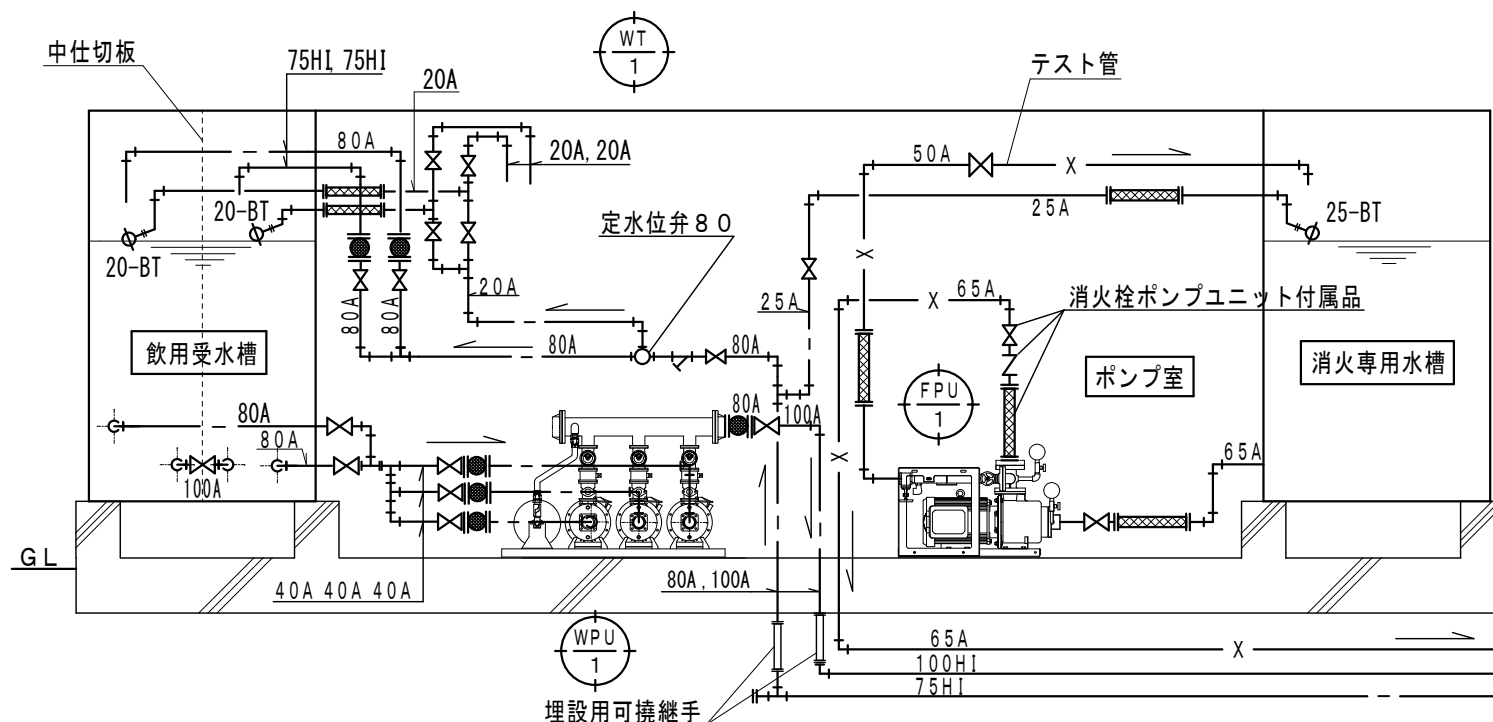 WT
1
中仕切板
75HI, 75HI
20A
テスト管
80A
20A, 20A
50A
X
25A
20-BT
20-BT
定水位弁80
25-BT
X
20A
25A
X
65A
消火栓ポンプユニット付属品
80A
80A
飲用受水槽
80A
80A
FPU
1
ポンプ室
消火専用水槽
80A
80A
100A
80A
X
65A
100A
GL
40A 40A 40A
80A, 100A
WPU
1
65A
X
100HI
75HI
埋設用可撓継手